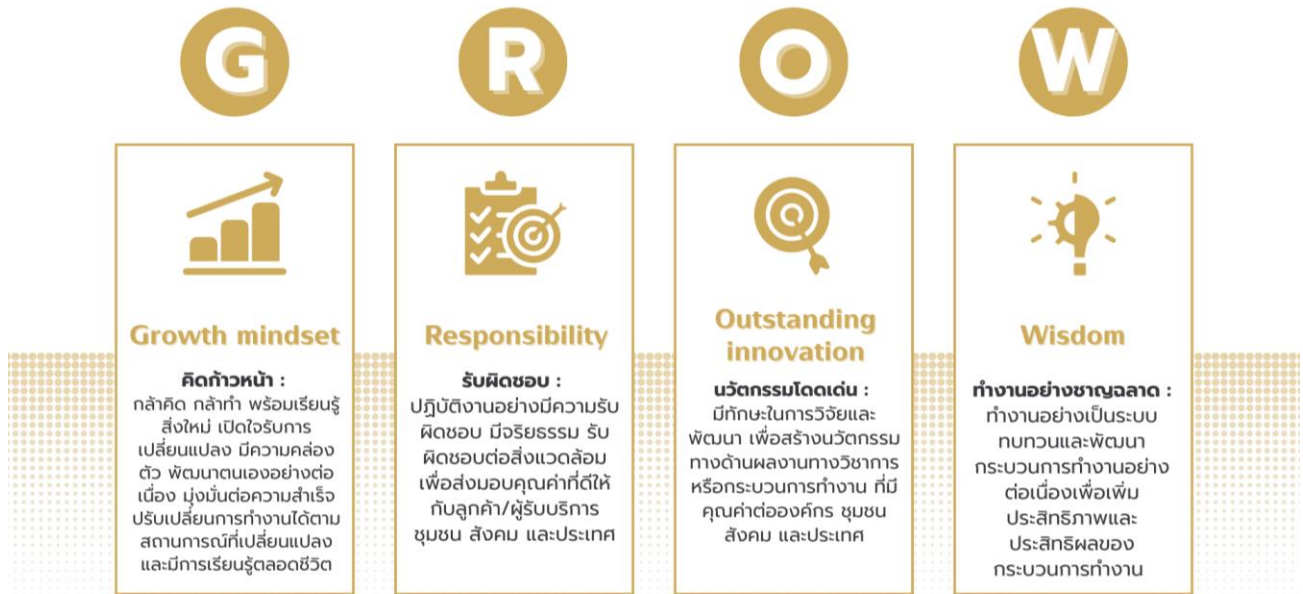 G
R
O
W
Growth mindset
คิดก้าวหน้า :
กล้าคิด กล้าทำ พร้อมเรียนรู้
สิ่งใหม่ เปิดใจรับการ
เปลี่ยนแปลง มีความคล่อง
ตัว พัฒนาตนเองอย่างต่อ
เนื่อง มุ่งมั่นต่อความสำเร็จ
ปรับเปลี่ยนการทำงานได้ตาม
สถานการณ์ที่เปลี่ยนแปลง
และมีการเรียนรู้ตลอดชีวิต
Responsibility
รับผิดชอบ :
ปฏิบัติงานอย่างมีความรับ
ผิดชอบ มีจริยธรรม รับ
ผิดชอบต่อสิ่งแวดล้อม
เพื่อส่งมอบคุณค่าที่ดีให้
กับลูกค้า/ผู้รับบริการ
ชุมชน สังคม และประเทศ
Outstanding
innovation
นวัตกรรมโดดเด่น :
มีทักษะในการวิจัยและ
พัฒนา เพื่อสร้างนวัตกรรม
ทางด้านผลงานทางวิชาการ
หรือกระบวนการทำงาน ที่มี
คุณค่าต่อองค์กร ชุมชน
สังคม และประเทศ
Wisdom
ทำงานอย่างชาญฉลาด :
ทำงานอย่างเป็นระบบ
ทบทวนและพัฒนา
กระบวนการทำงานอย่าง
ต่อเนื่องเพื่อเพิ่ม
ประสิทธิภาพและ
ประสิทธิผลของ
กระบวนการทำงาน